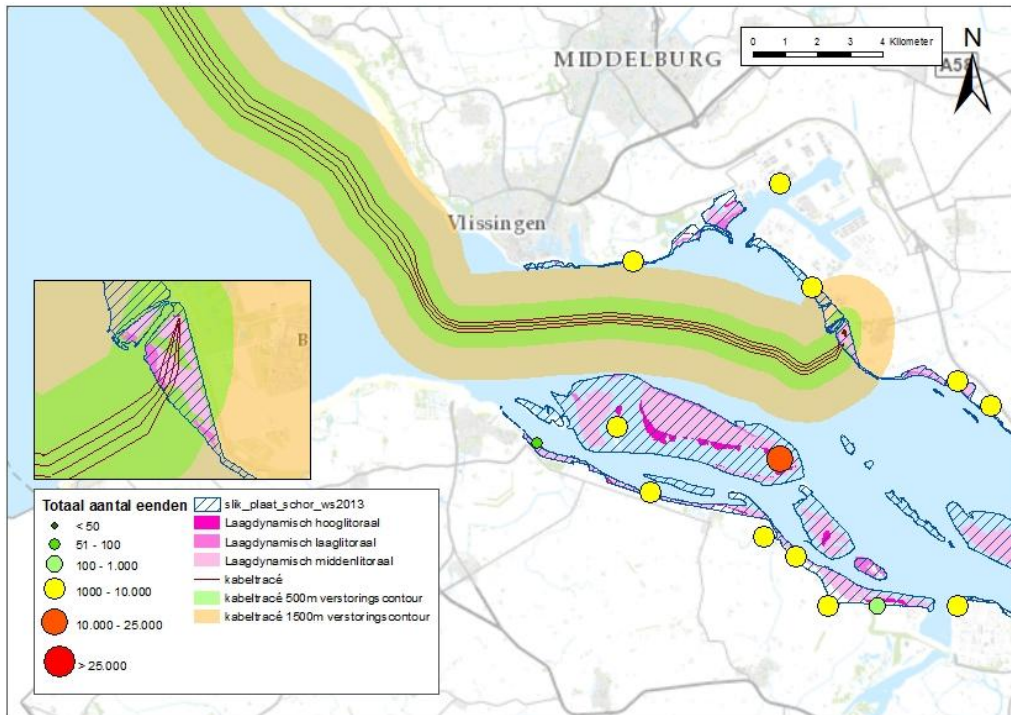 MIDDELBURG
0 1 2 3 4 Kilometer
N
A58
Vlissingen
B
Totaal aantal eenden
< 50
51 - 100
100 - 1.000
1000 - 10.000
10.000 - 25.000
> 25.000
slik_plaat_schor_ws2013
Laagdynamisch hooglitoraal
Laagdynamisch laaglitoraal
Laagdynamisch middenlitoraal
kabeltracé
kabeltracé 500m verstorings contour
kabeltracé 1500m verstorings contour